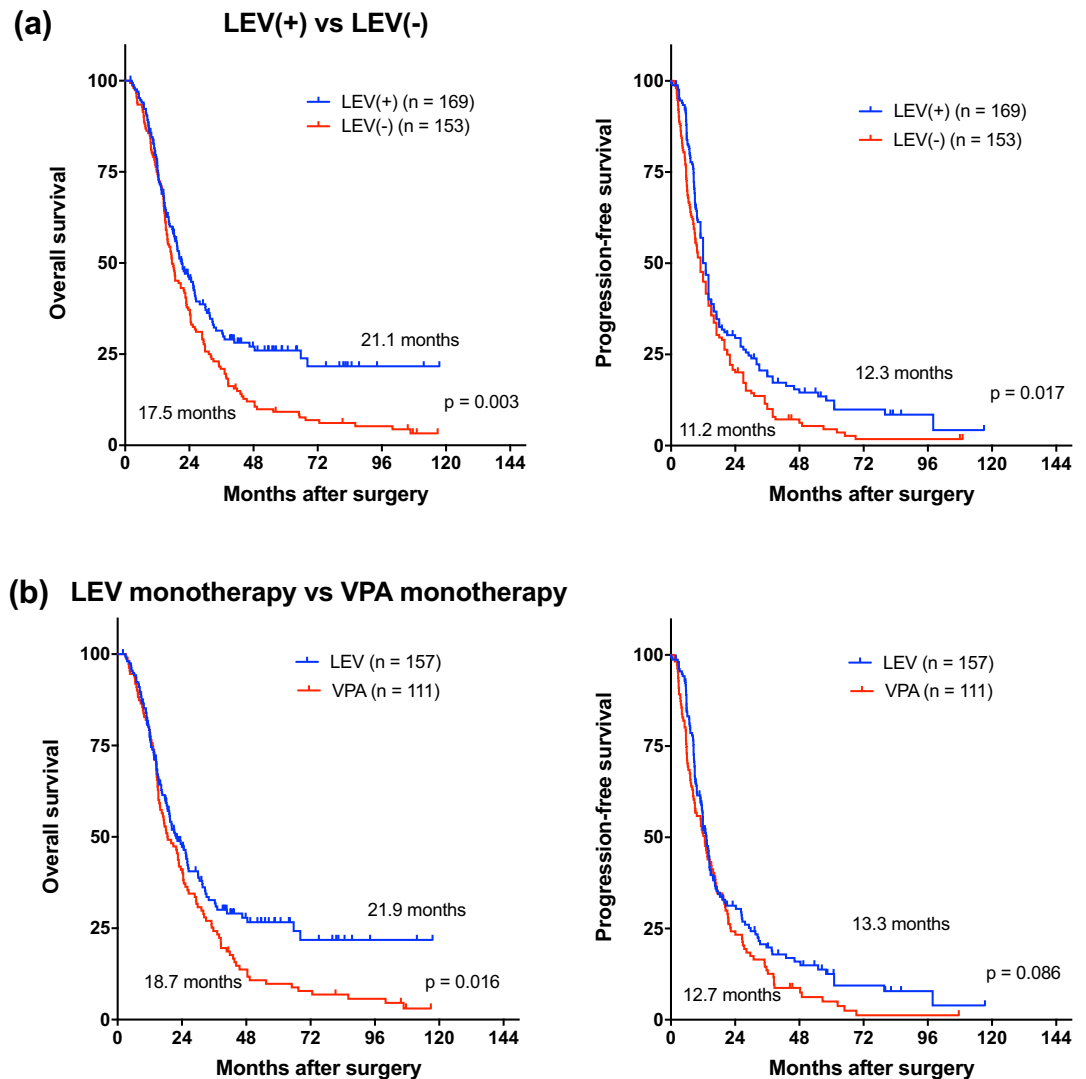 (a) LEV(+) vs LEV(-)
Overall survival
100
75
50
25
0
LEV(+) (n = 169)
LEV(-) (n = 153)
21.1 months
17.5 months
p = 0.003
0 24 48 72 96 120 144
Months after surgery
Progression-free survival
100
75
50
25
0
LEV(+) (n = 169)
LEV(-) (n = 153)
12.3 months
11.2 months
p = 0.017
0 24 48 72 96 120 144
Months after surgery
(b) LEV monotherapy vs VPA monotherapy
Overall survival
100
75
50
25
0
LEV (n = 157)
VPA (n = 111)
21.9 months
18.7 months
p = 0.016
0 24 48 72 96 120 144
Months after surgery
Progression-free survival
100
75
50
25
0
LEV (n = 157)
VPA (n = 111)
13.3 months
12.7 months
p = 0.086
0 24 48 72 96 120 144
Months after surgery